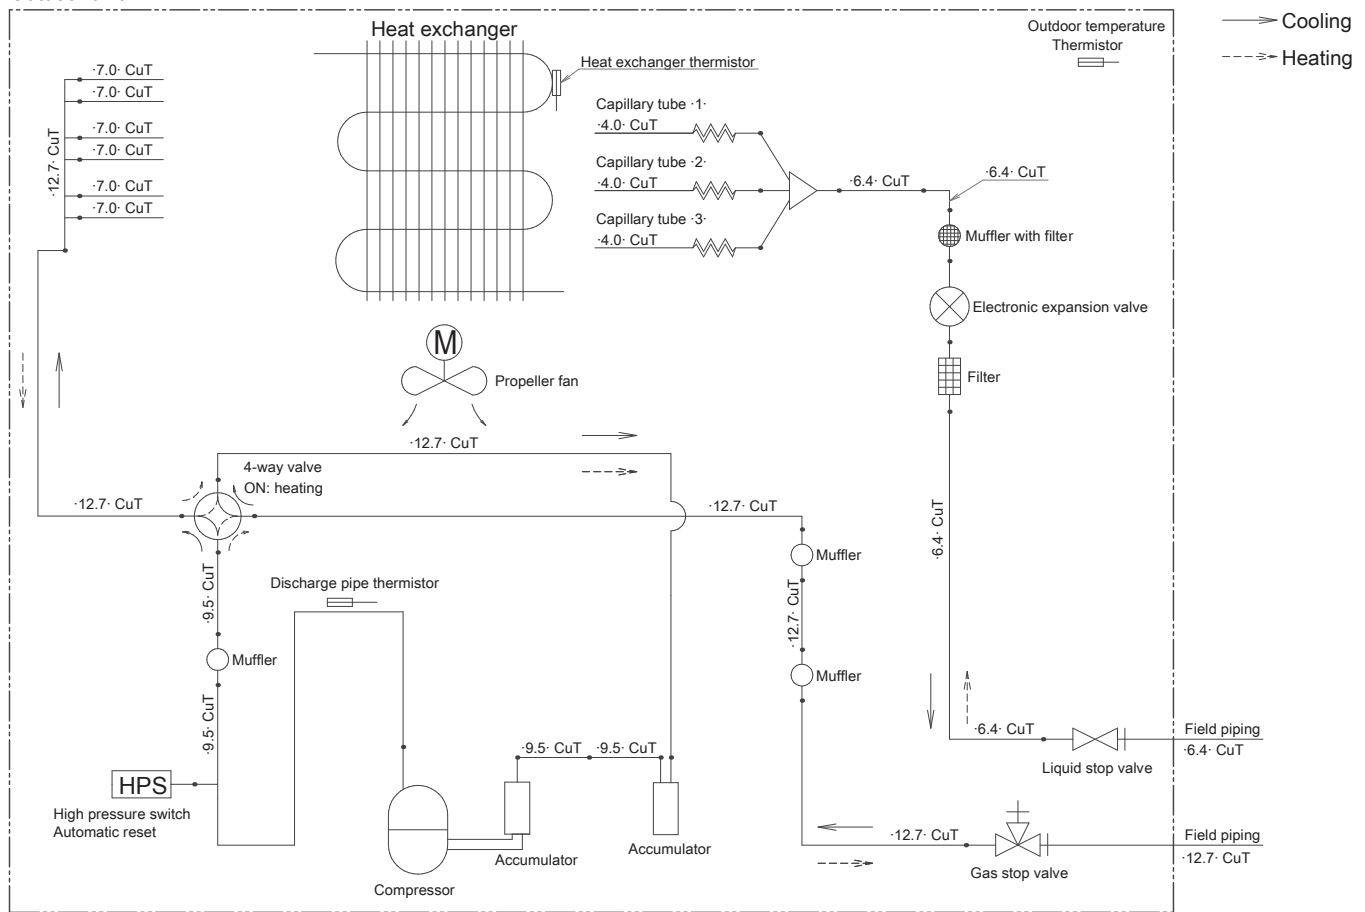 Cooling
Heating
Outdoor temperature
Thermistor
Heat exchanger
Heat exchanger thermistor
·7.0· CuT
·7.0· CuT
·7.0· CuT
·7.0· CuT
·7.0· CuT
·7.0· CuT
·12.7· CuT
Capillary tube ·1·
·4.0· CuT
Capillary tube ·2·
·4.0· CuT
Capillary tube ·3·
·4.0· CuT
·6.4· CuT
·6.4· CuT
Muffler with filter
Electronic expansion valve
Filter
M
Propeller fan
·12.7· CuT
4-way valve
ON: heating
·12.7· CuT
·12.7· CuT
·6.4· CuT
Muffler
·9.5· CuT
Discharge pipe thermistor
·12.7· CuT
Muffler
Muffler
·9.5· CuT
·6.4· CuT
Field piping
·6.4· CuT
Liquid stop valve
·9.5· CuT
·9.5· CuT
HPS
High pressure switch
Automatic reset
·12.7· CuT
Field piping
·12.7· CuT
Gas stop valve
Accumulator
Accumulator
Compressor